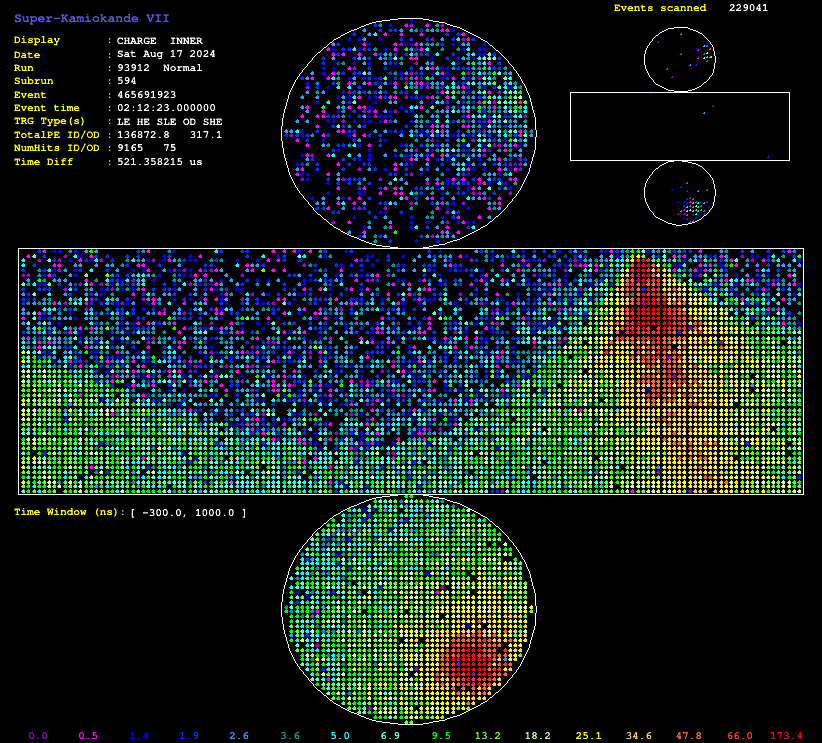 Events scanned 229041
Super-Kamiokande VII
Display : CHARGE INNER
Date : Sat Aug 17 2024
Run : 93912 Normal
Subrun : 594
Event : 465691923
Event time : 02:12:23.000000
TRG Type(s) : LE HE SLE OD SHE
TotalPE ID/OD : 136872.8 317.1
NumHits ID/OD : 9165 75
Time Diff : 521.358215 us
Time Window (ns): [ -300.0, 1000.0 ]
0.0 0.5 1.4 1.9 2.6 3.6 5.0 6.9 9.5 13.2 18.2 25.1 34.6 47.8 66.0 173.4